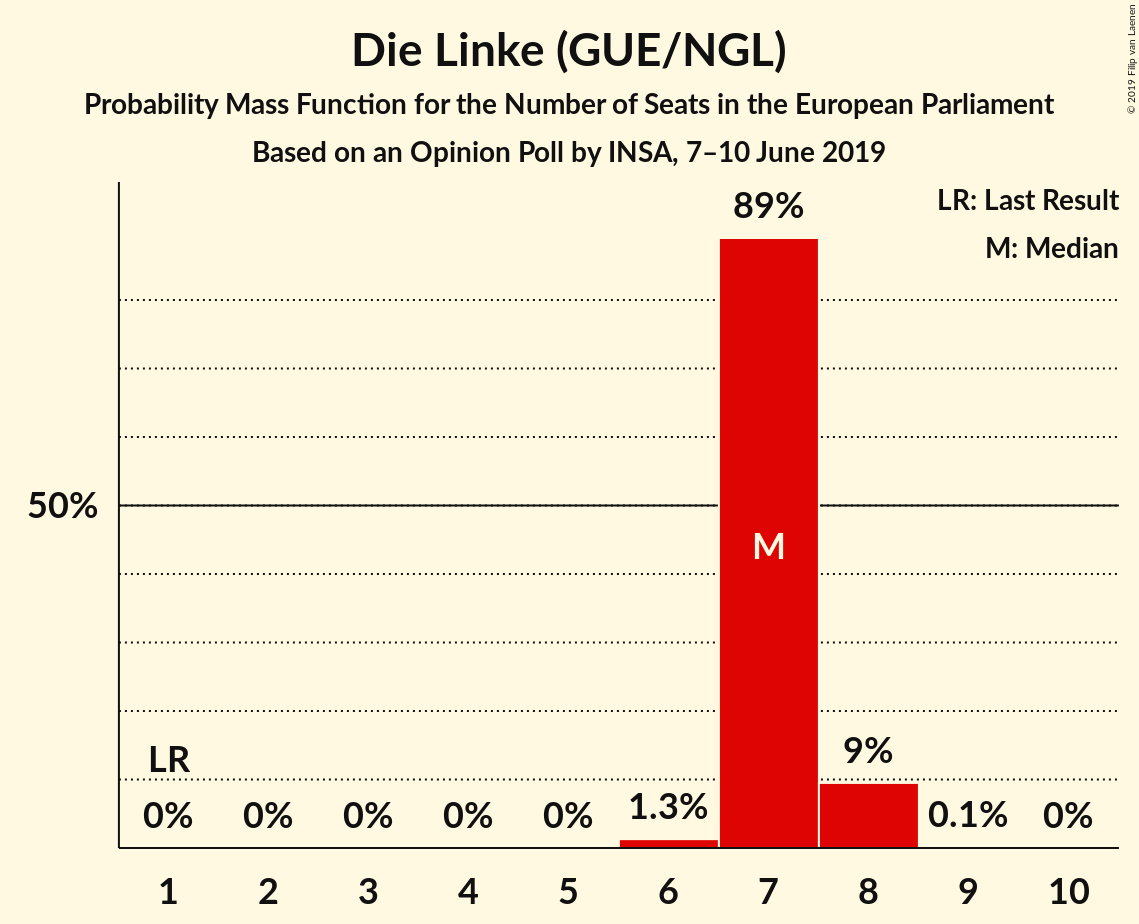 Die Linke (GUE/NGL)
Probability Mass Function for the Number of Seats in the European Parliament
Based on an Opinion Poll by INSA, 7–10 June 2019
© 2019 Filip van Laenen
LR: Last Result
M: Median
89%
50%
M
LR
9%
0% 0% 0% 0% 0% 1.3% 0.1% 0%
1 2 3 4 5 6 7 8 9 10